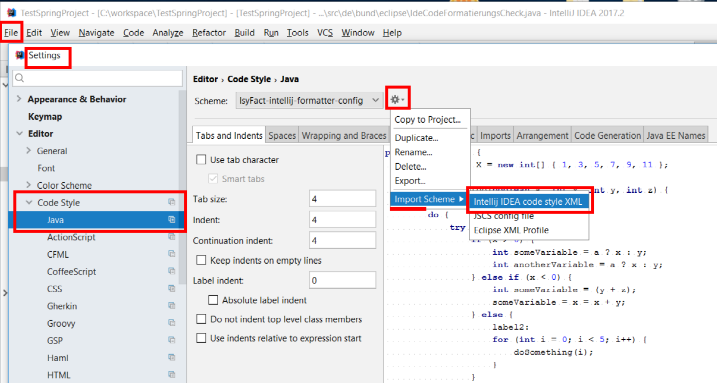 TestSpringProject - [C:\workspace\TestSpringProject] - ...\src\de\bund\eclipse\IdeCodeFormatierungsCheck.java - IntelliJ IDEA 2017.2
File Edit View Navigate Code Analyze Refactor Build Run Tools VCS Window Help
Settings
Appearance & Behavior
Keymap
Editor
General
Font
Color Scheme
Code Style
Java
ActionScript
CFML
CoffeeScript
CSS
Gherkin
Groovy
GSP
Haml
HTML
Editor › Code Style › Java
Scheme: IsyFact-intellij-formatter-config
Tabs and Indents Spaces Wrapping and Braces Imports Arrangement Code Generation Java EE Names
Use tab character
Smart tabs
Tab size: 4
Indent: 4
Continuation indent: 4
Keep indents on empty lines
Label indent: 0
Absolute label indent
Do not indent top level class members
Use indents relative to expression start
Copy to Project...
Duplicate...
Rename...
Delete...
Export...
Import Scheme
Intellij IDEA code style XML
JSCS config file
Eclipse XML Profile
{
X = new int[] { 1, 3, 5, 7, 9, 11 };
int y, int z) {
do {
try
int someVariable = a ? x : y;
int anotherVariable = a ? x : y;
} else if (x < 0) {
int someVariable = (y + z);
someVariable = x = x + y;
} else {
label2:
for (int i = 0; i < 5; i++) {
doSomething(i);
}
}